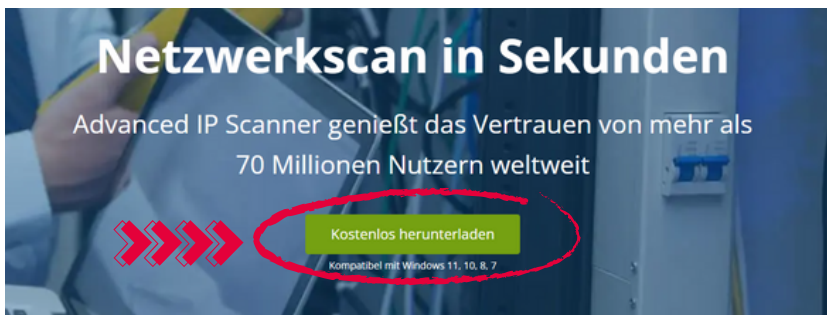 Netzwerkscan in Sekunden
Advanced IP Scanner genießt das Vertrauen von mehr als
70 Millionen Nutzern weltweit
Kostenlos herunterladen
Kompatibel mit Windows 11, 10, 8, 7